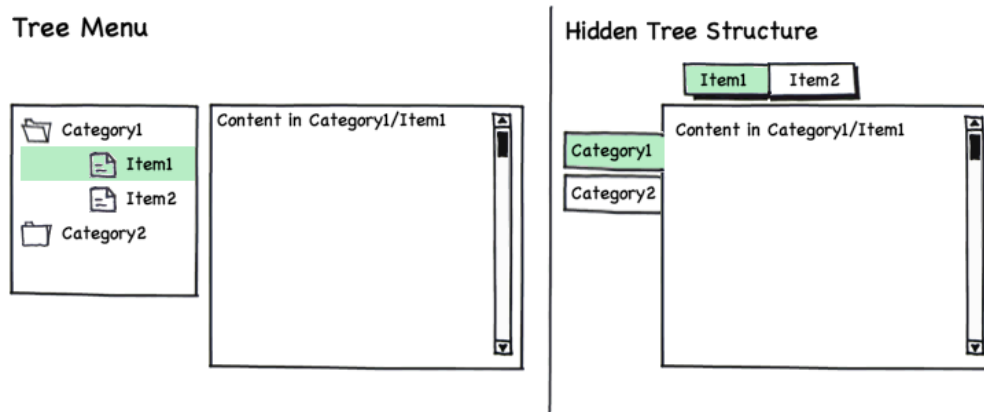 Tree Menu
Category1
Item1
Item2
Category2
Content in Category1/Item1
Hidden Tree Structure
Item1 Item2
Category1
Category2
Content in Category1/Item1